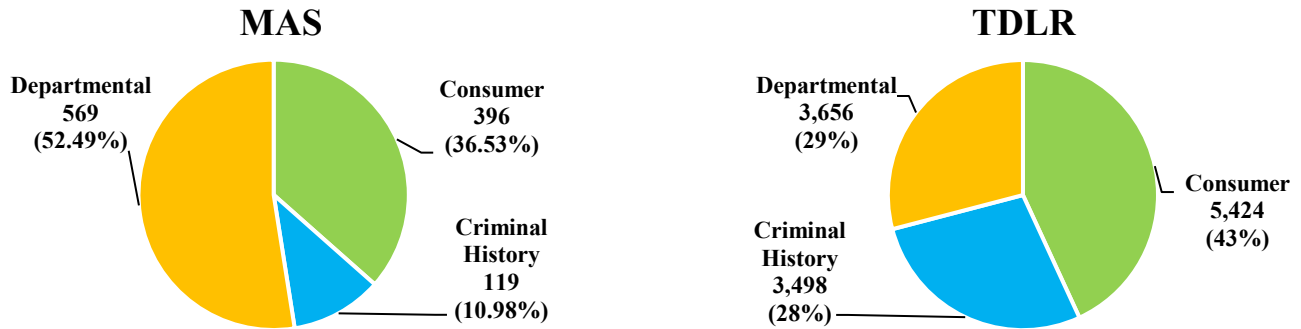 MAS
Departmental
569
(52.49%)
Consumer
396
(36.53%)
Criminal
History
119
(10.98%)
TDLR
Departmental
3,656
(29%)
Consumer
5,424
(43%)
Criminal
History
3,498
(28%)